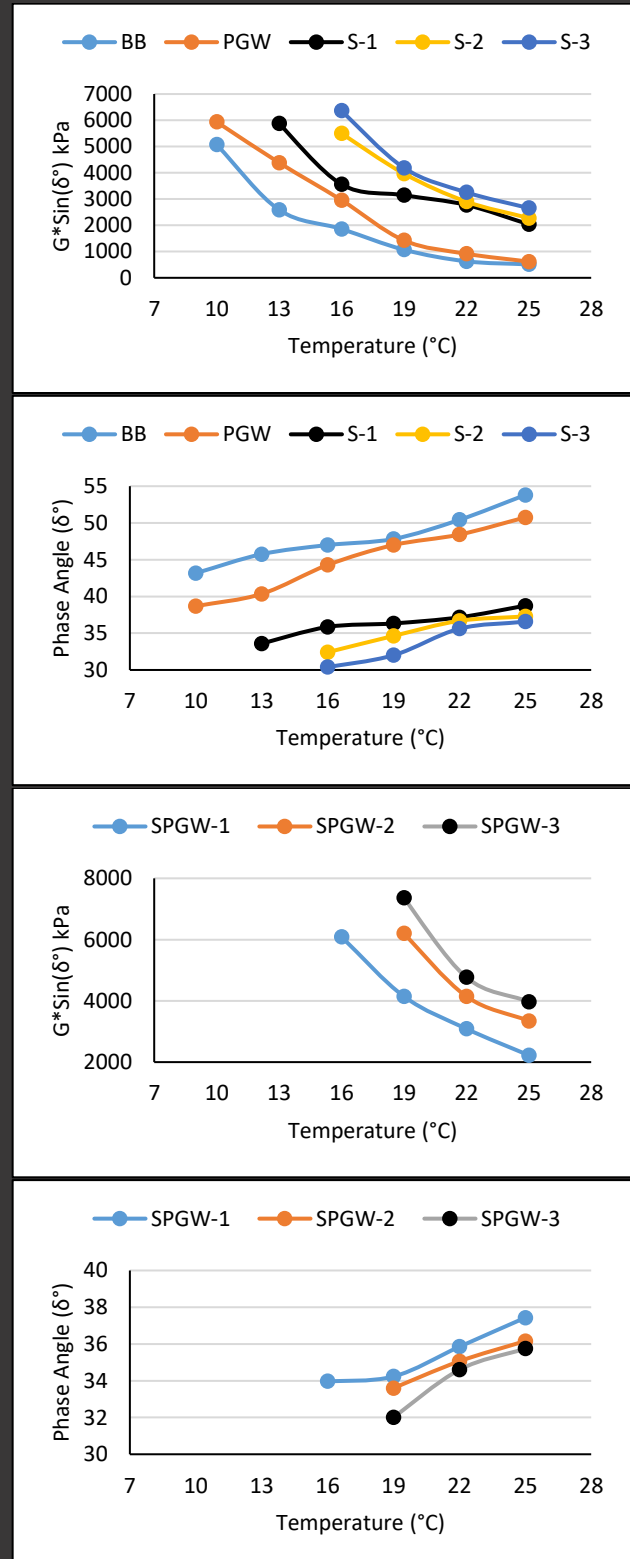 BB PGW S-1 S-2 S-3
7000
6000
5000
4000
3000
2000
1000
0
G*Sin(δ°) kPa
7 10 13 16 19 22 25 28
Temperature (°C)
BB PGW S-1 S-2 S-3
55
50
45
40
35
30
Phase Angle (δ°)
7 10 13 16 19 22 25 28
Temperature (°C)
SPGW-1 SPGW-2 SPGW-3
8000
6000
4000
2000
G*Sin(δ°) kPa
7 10 13 16 19 22 25 28
Temperature (°C)
SPGW-1 SPGW-2 SPGW-3
40
38
36
34
32
30
Phase Angle (δ°)
7 10 13 16 19 22 25 28
Temperature (°C)